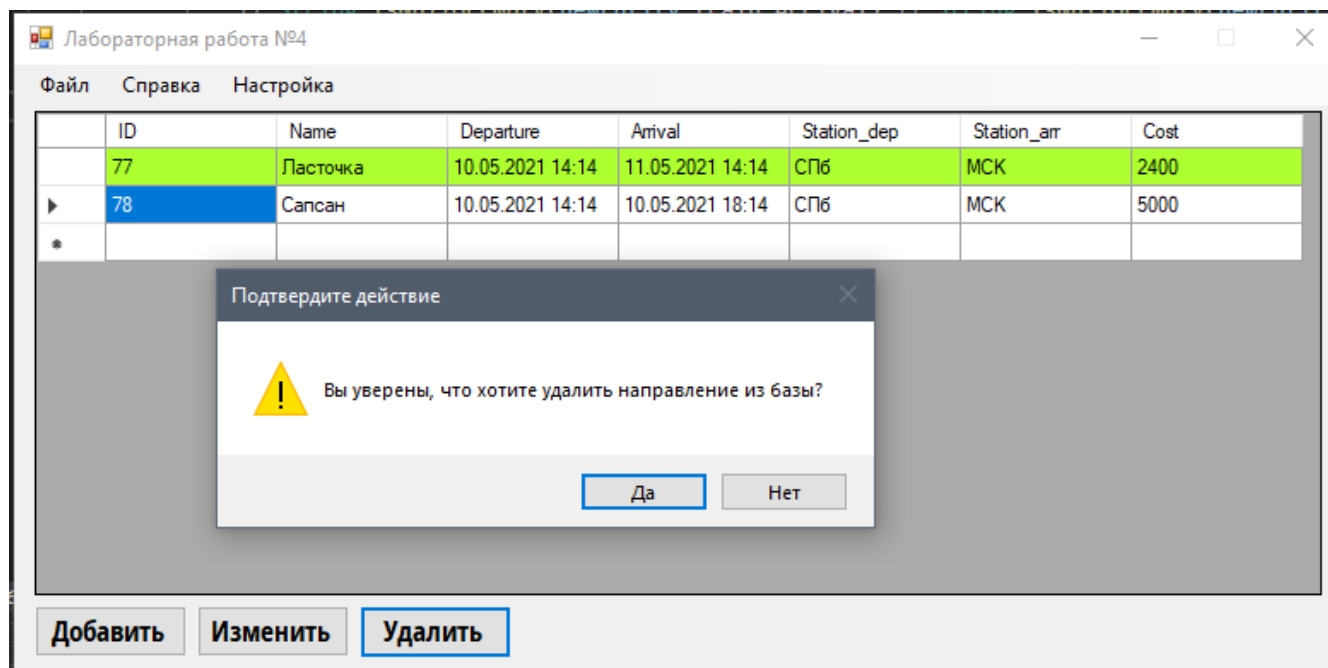 Лабораторная работа №4
Файл Справка Настройка
ID Name Departure Arrival Station_dep Station_arr Cost
77 Ласточка 10.05.2021 14:14 11.05.2021 14:14 СПб МСК 2400
78 Сапсан 10.05.2021 14:14 10.05.2021 18:14 СПб МСК 5000
Подтвердите действие
Вы уверены, что хотите удалить направление из базы?
Да Нет
Добавить Изменить Удалить